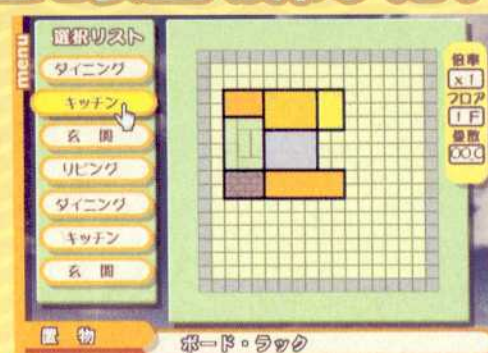 menu
選択リスト
ダイニング
キッチン
玄 関
リビング
ダイニング
キッチン
玄 関
倍率
x1
フロア
1F
畳数
置 物
ボード・ラック